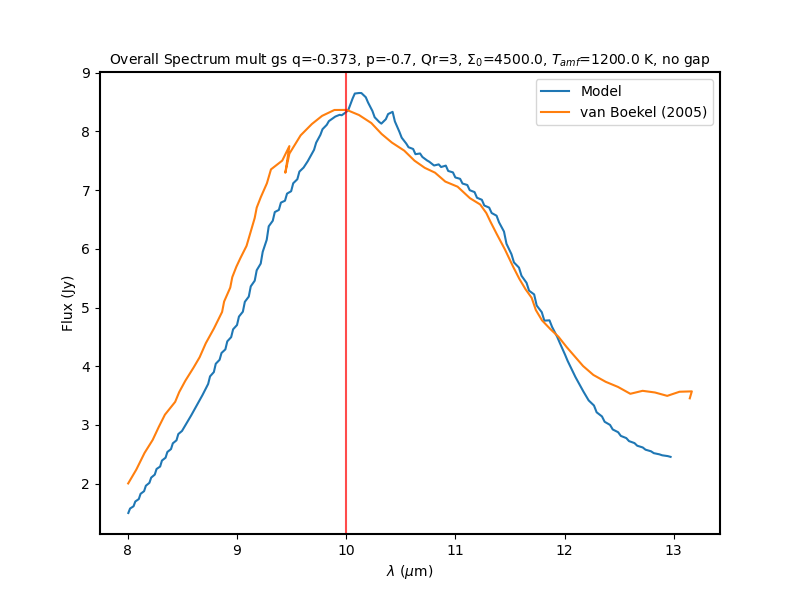 Overall Spectrum mult gs q=-0.373, p=-0.7, Qr=3, Σ₀=4500.0, T_amf=1200.0 K, no gap
Model
van Boekel (2005)
9
8
7
6
5
4
3
2
Flux (Jy)
8 9 10 11 12 13
λ (μm)